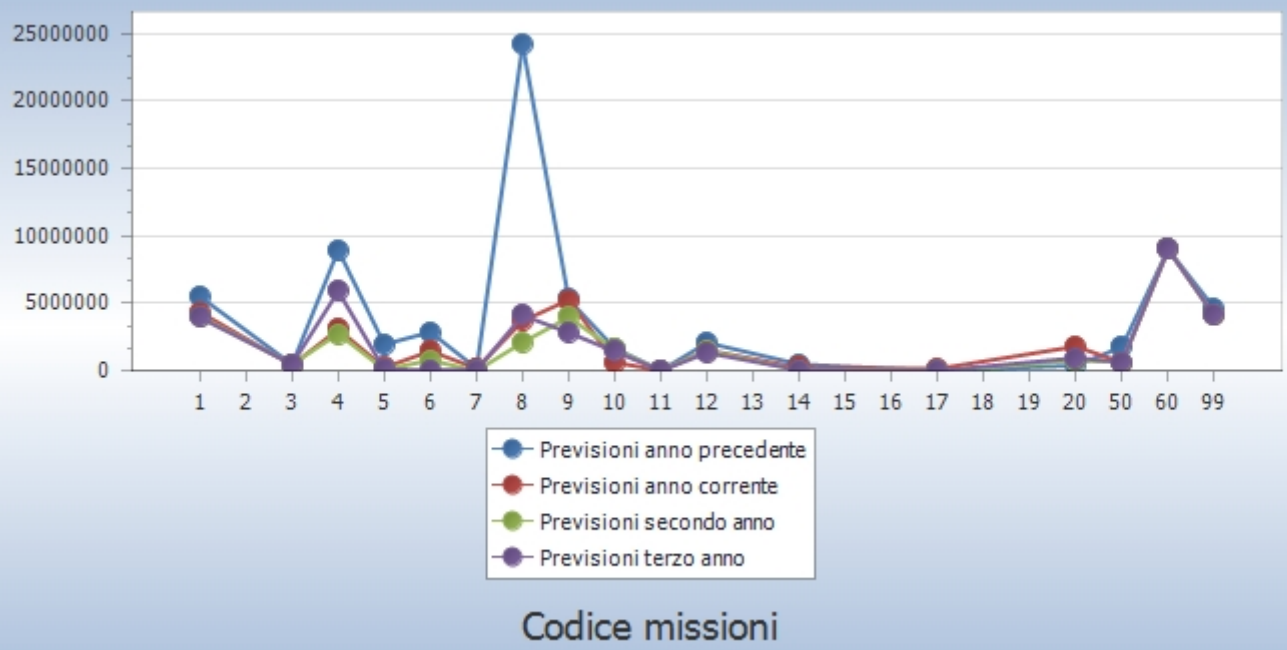 25000000
20000000
15000000
10000000
5000000
0
1 2 3 4 5 6 7 8 9 10 11 12 13 14 15 16 17 18 19 20 50 60 99
Previsioni anno precedente
Previsioni anno corrente
Previsioni secondo anno
Previsioni terzo anno
Codice missioni